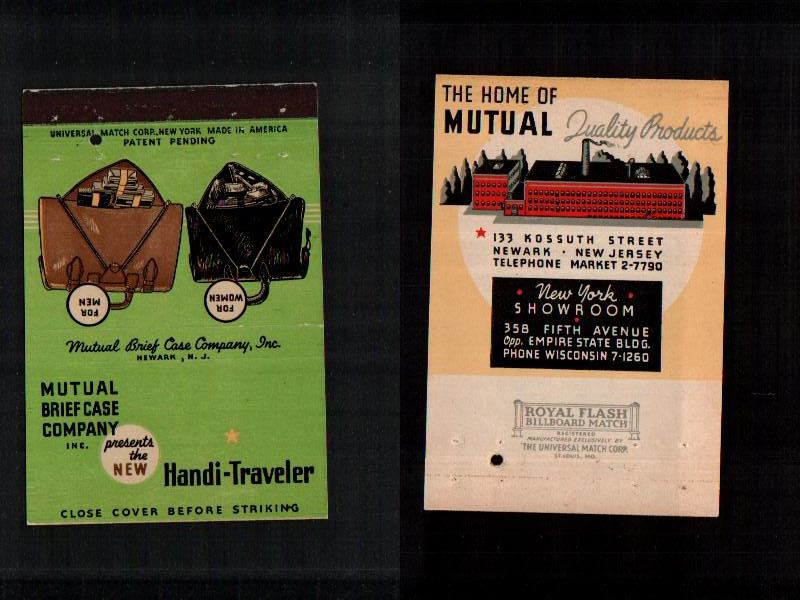 UNIVERSAL MATCH CORP., NEW YORK MADE IN AMERICA
PATENT PENDING
FOR MEN
FOR WOMEN
Mutual Brief Case Company, Inc.
NEWARK, N. J.
MUTUAL
BRIEF CASE
COMPANY
INC.
presents
the
NEW
Handi-Traveler
CLOSE COVER BEFORE STRIKING
THE HOME OF
MUTUAL Quality Products
133 KOSSUTH STREET
NEWARK · NEW JERSEY
TELEPHONE MARKET 2-7790
New York
SHOWROOM
358 FIFTH AVENUE
Opp. EMPIRE STATE BLDG.
PHONE WISCONSIN 7-1260
ROYAL FLASH
BILLBOARD MATCH
REGISTERED
MANUFACTURED EXCLUSIVELY BY
THE UNIVERSAL MATCH CORP.
ST. LOUIS, MO.